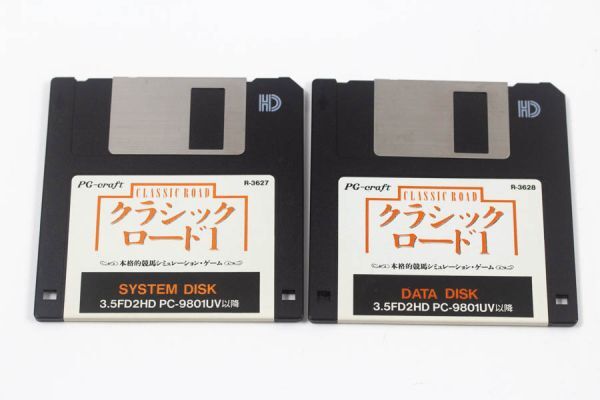 HD
PG-craft
R-3627
CLASSIC ROAD
クラシック
ロード1
本格的競馬シミュレーション・ゲーム
SYSTEM DISK
3.5FD2HD PC-9801UV以降
HD
PG-craft
R-3628
CLASSIC ROAD
クラシック
ロード1
本格的競馬シミュレーション・ゲーム
DATA DISK
3.5FD2HD PC-9801UV以降